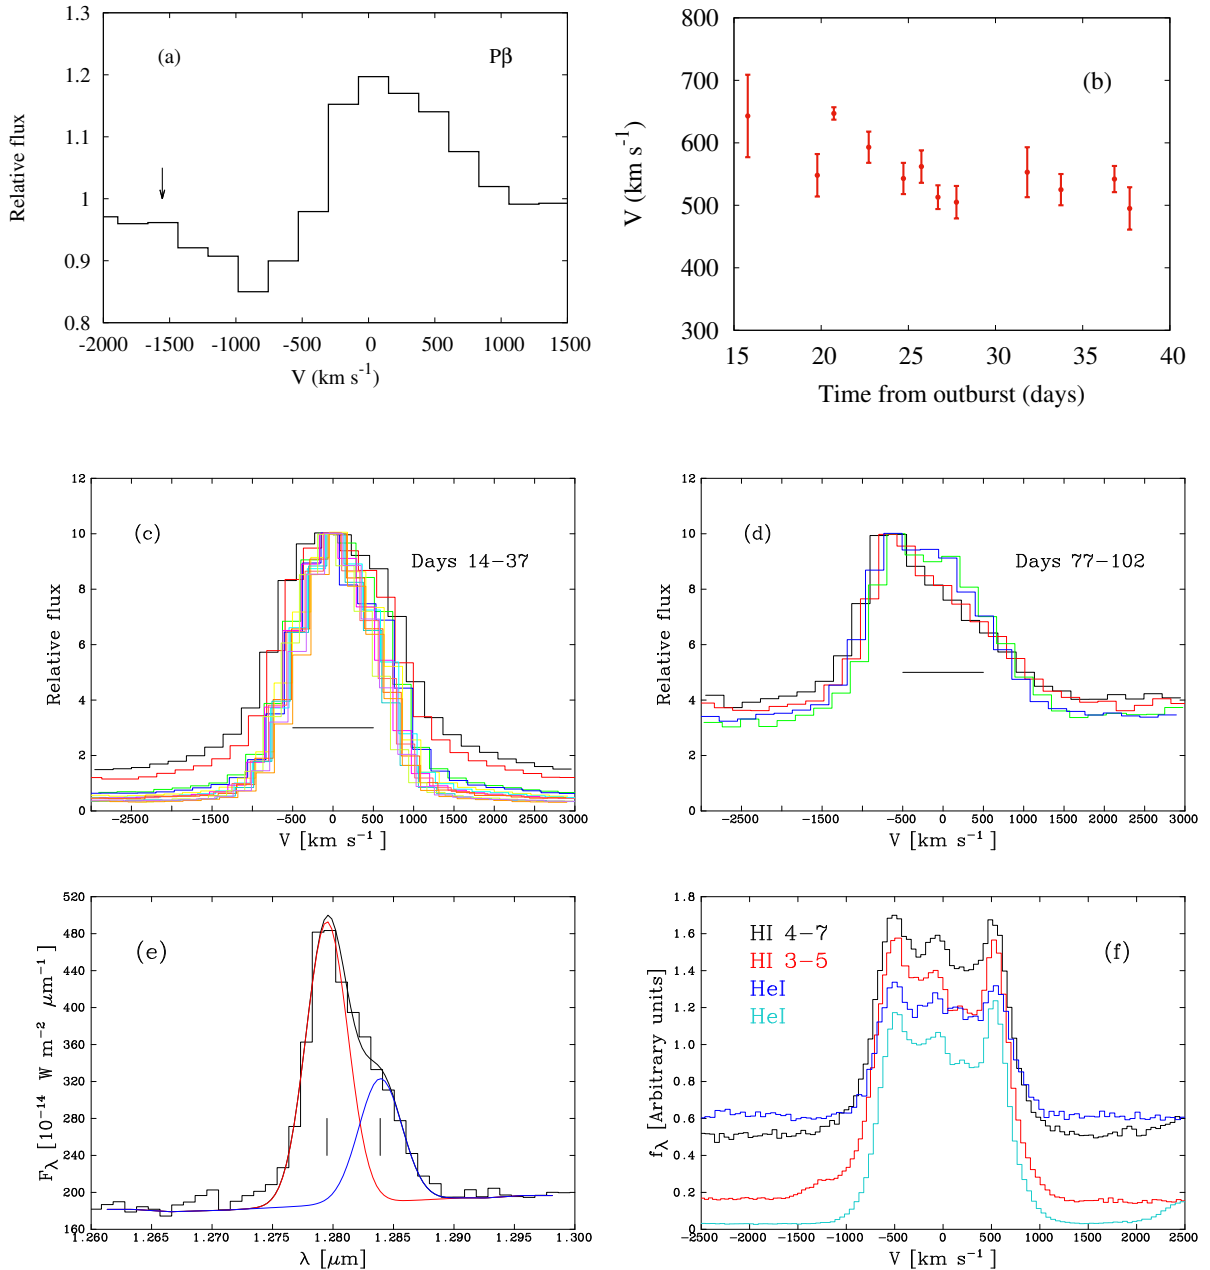 (a)
Pβ
Relative flux
1.3
1.2
1.1
1
0.9
0.8
-2000 -1500 -1000 -500 0 500 1000 1500
V (km s-1)
(b)
V (km s-1)
800
700
600
500
400
300
15 20 25 30 35 40
Time from outburst (days)
(c)
Days 14-37
Relative flux
12
10
8
6
4
2
0
-2500 -2000 -1500 -1000 -500 0 500 1000 1500 2000 2500 3000
V [km s-1]
(d)
Days 77-102
Relative flux
12
10
8
6
4
2
0
-2500 -2000 -1500 -1000 -500 0 500 1000 1500 2000 2500 3000
V [km s-1]
(e)
Fλ [10-14 W m-2 μm-1]
520
480
440
400
360
320
280
240
200
160
1.260 1.265 1.270 1.275 1.280 1.285 1.290 1.295 1.300
λ [μm]
HI 4-7
HI 3-5
HeI
HeI
(f)
fλ [Arbitrary units]
1.8
1.6
1.4
1.2
1.0
0.8
0.6
0.4
0.2
0
-2500 -2000 -1500 -1000 -500 0 500 1000 1500 2000 2500
V [km s-1]